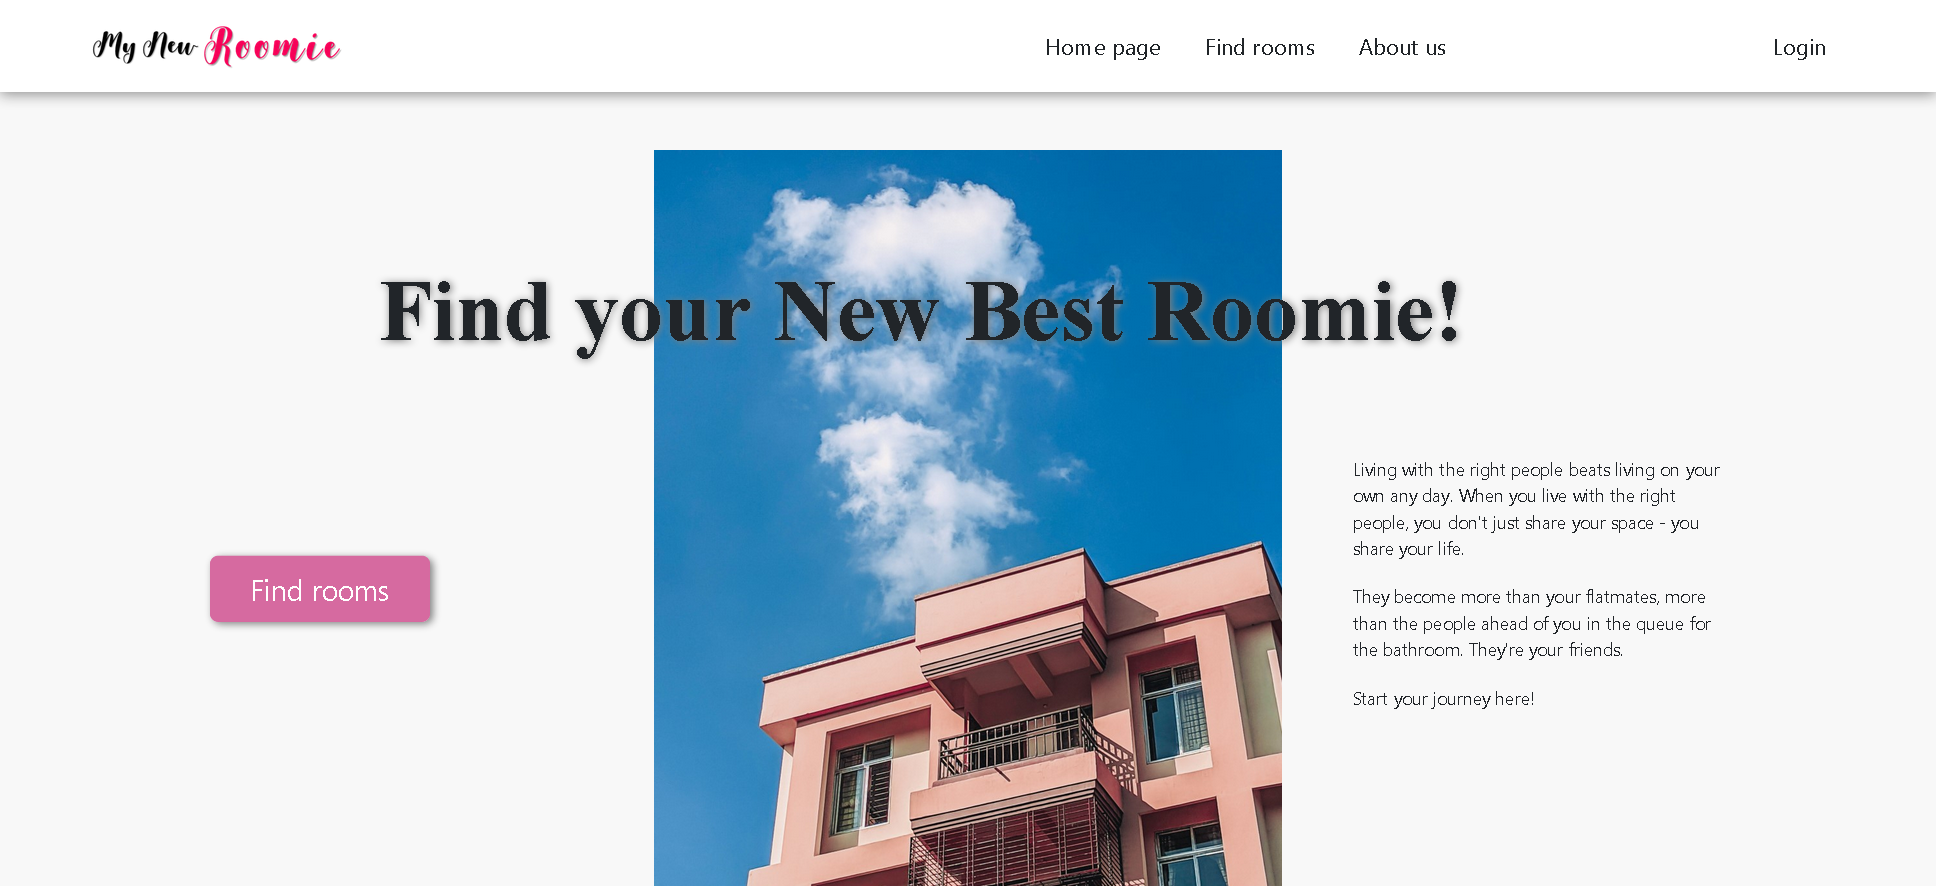 My New Roomie
Home page
Find rooms
About us
Login
Find your New Best Roomie!
Find rooms
Living with the right people beats living on your
own any day. When you live with the right
people, you don't just share your space - you
share your life.
They become more than your flatmates, more
than the people ahead of you in the queue for
the bathroom. They're your friends.
Start your journey here!